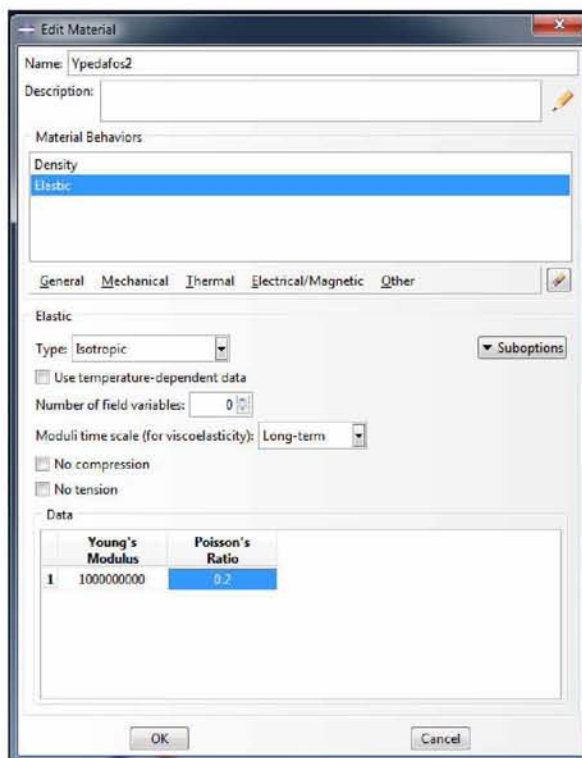 Edit Material
Name: Ypedafos2
Description:
Material Behaviors
Density
Elastic
General Mechanical Thermal Electrical/Magnetic Other
Elastic
Type: Isotropic
Suboptions
Use temperature-dependent data
Number of field variables: 0
Moduli time scale (for viscoelasticity): Long-term
No compression
No tension
Data
Young's Modulus Poisson's Ratio
1 1000000000 0.2
OK Cancel